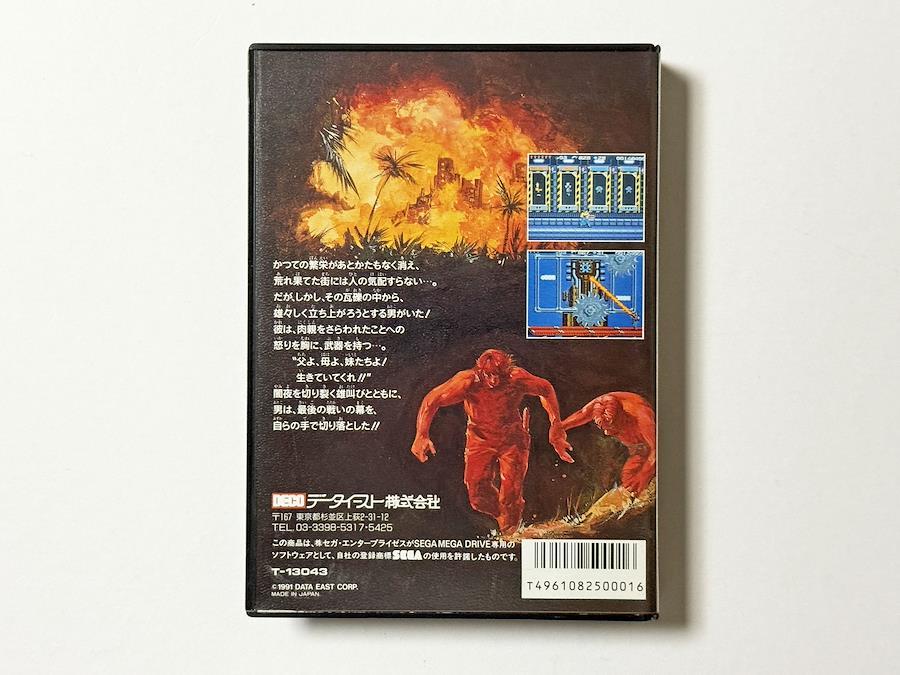 かつての繁栄があとかたもなく消え、
荒れ果てた街には人の気配すらない…。
だが、しかし、その瓦礫の中から、
雄々しく立ち上がろうとする男がいた!
彼は、肉親をさらわれたことへの
怒りを胸に、武器を持つ…。
"父よ、母よ、妹たちよ!
生きていてくれ!!"
闇夜を切り裂く雄叫びとともに、
男は、最後の戦いの幕を、
自らの手で切り落とした!!
DECO データイースト株式会社
〒167 東京都杉並区上荻2-31-12
TEL. 03-3398-5317・5425
この商品は、株セガ・エンタープライゼスがSEGA MEGA DRIVE専用の
ソフトウェアとして、自社の登録商標SEGAの使用を許諾したものです。
T-13043
©1991 DATA EAST CORP.
MADE IN JAPAN.
T4961082500016